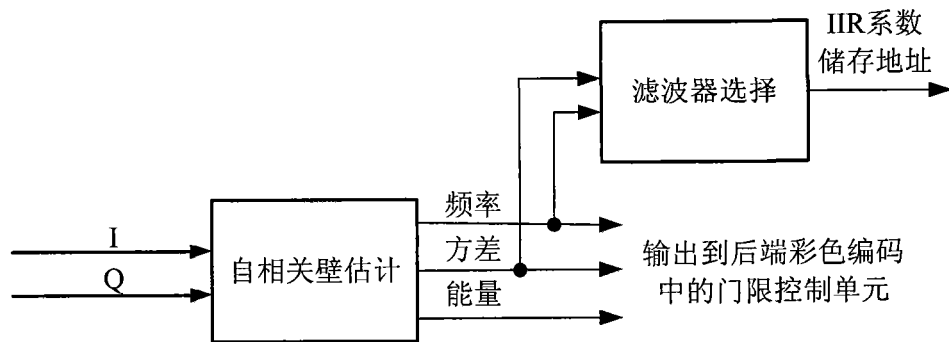 IIR系数
储存地址
滤波器选择
频率
I
方差
自相关壁估计
Q
能量
输出到后端彩色编码
中的门限控制单元